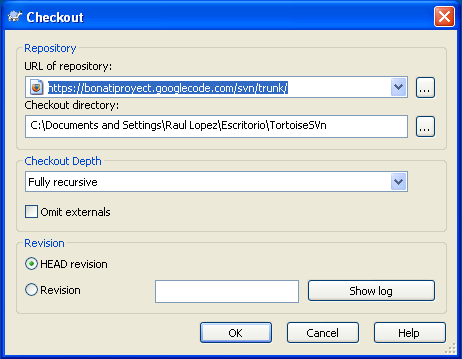 Checkout
Repository
URL of repository:
https://bonatiproyect.googlecode.com/svn/trunk/
...
Checkout directory:
C:\Documents and Settings\Raul Lopez\Escritorio\TortoiseSVn
...
Checkout Depth
Fully recursive
Omit externals
Revision
HEAD revision
Revision
Show log
OK Cancel Help